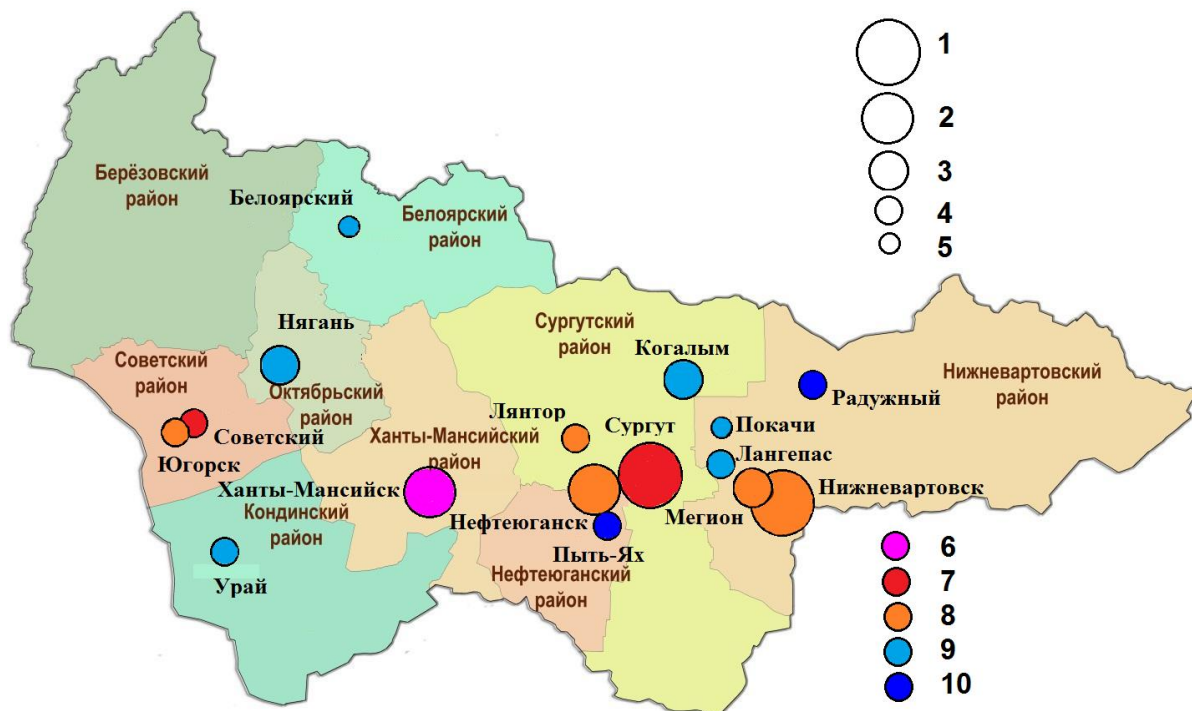 1
2
3
4
5
Берёзовский
район
Белоярский
Белоярский
район
Нягань
Сургутский
район
Когалым
Нижневартовский
район
Советский
район
Октябрьский
район
Радужный
Лянтор
Сургут
Покачи
Советский
Ханты-Мансийский
район
Лангепас
Югорск
Ханты-Мансийск
Нижневартовск
Кондинский
район
Нефтеюганск
Мегион
Пыть-Ях
Нефтеюганский
район
Урай
6
7
8
9
10